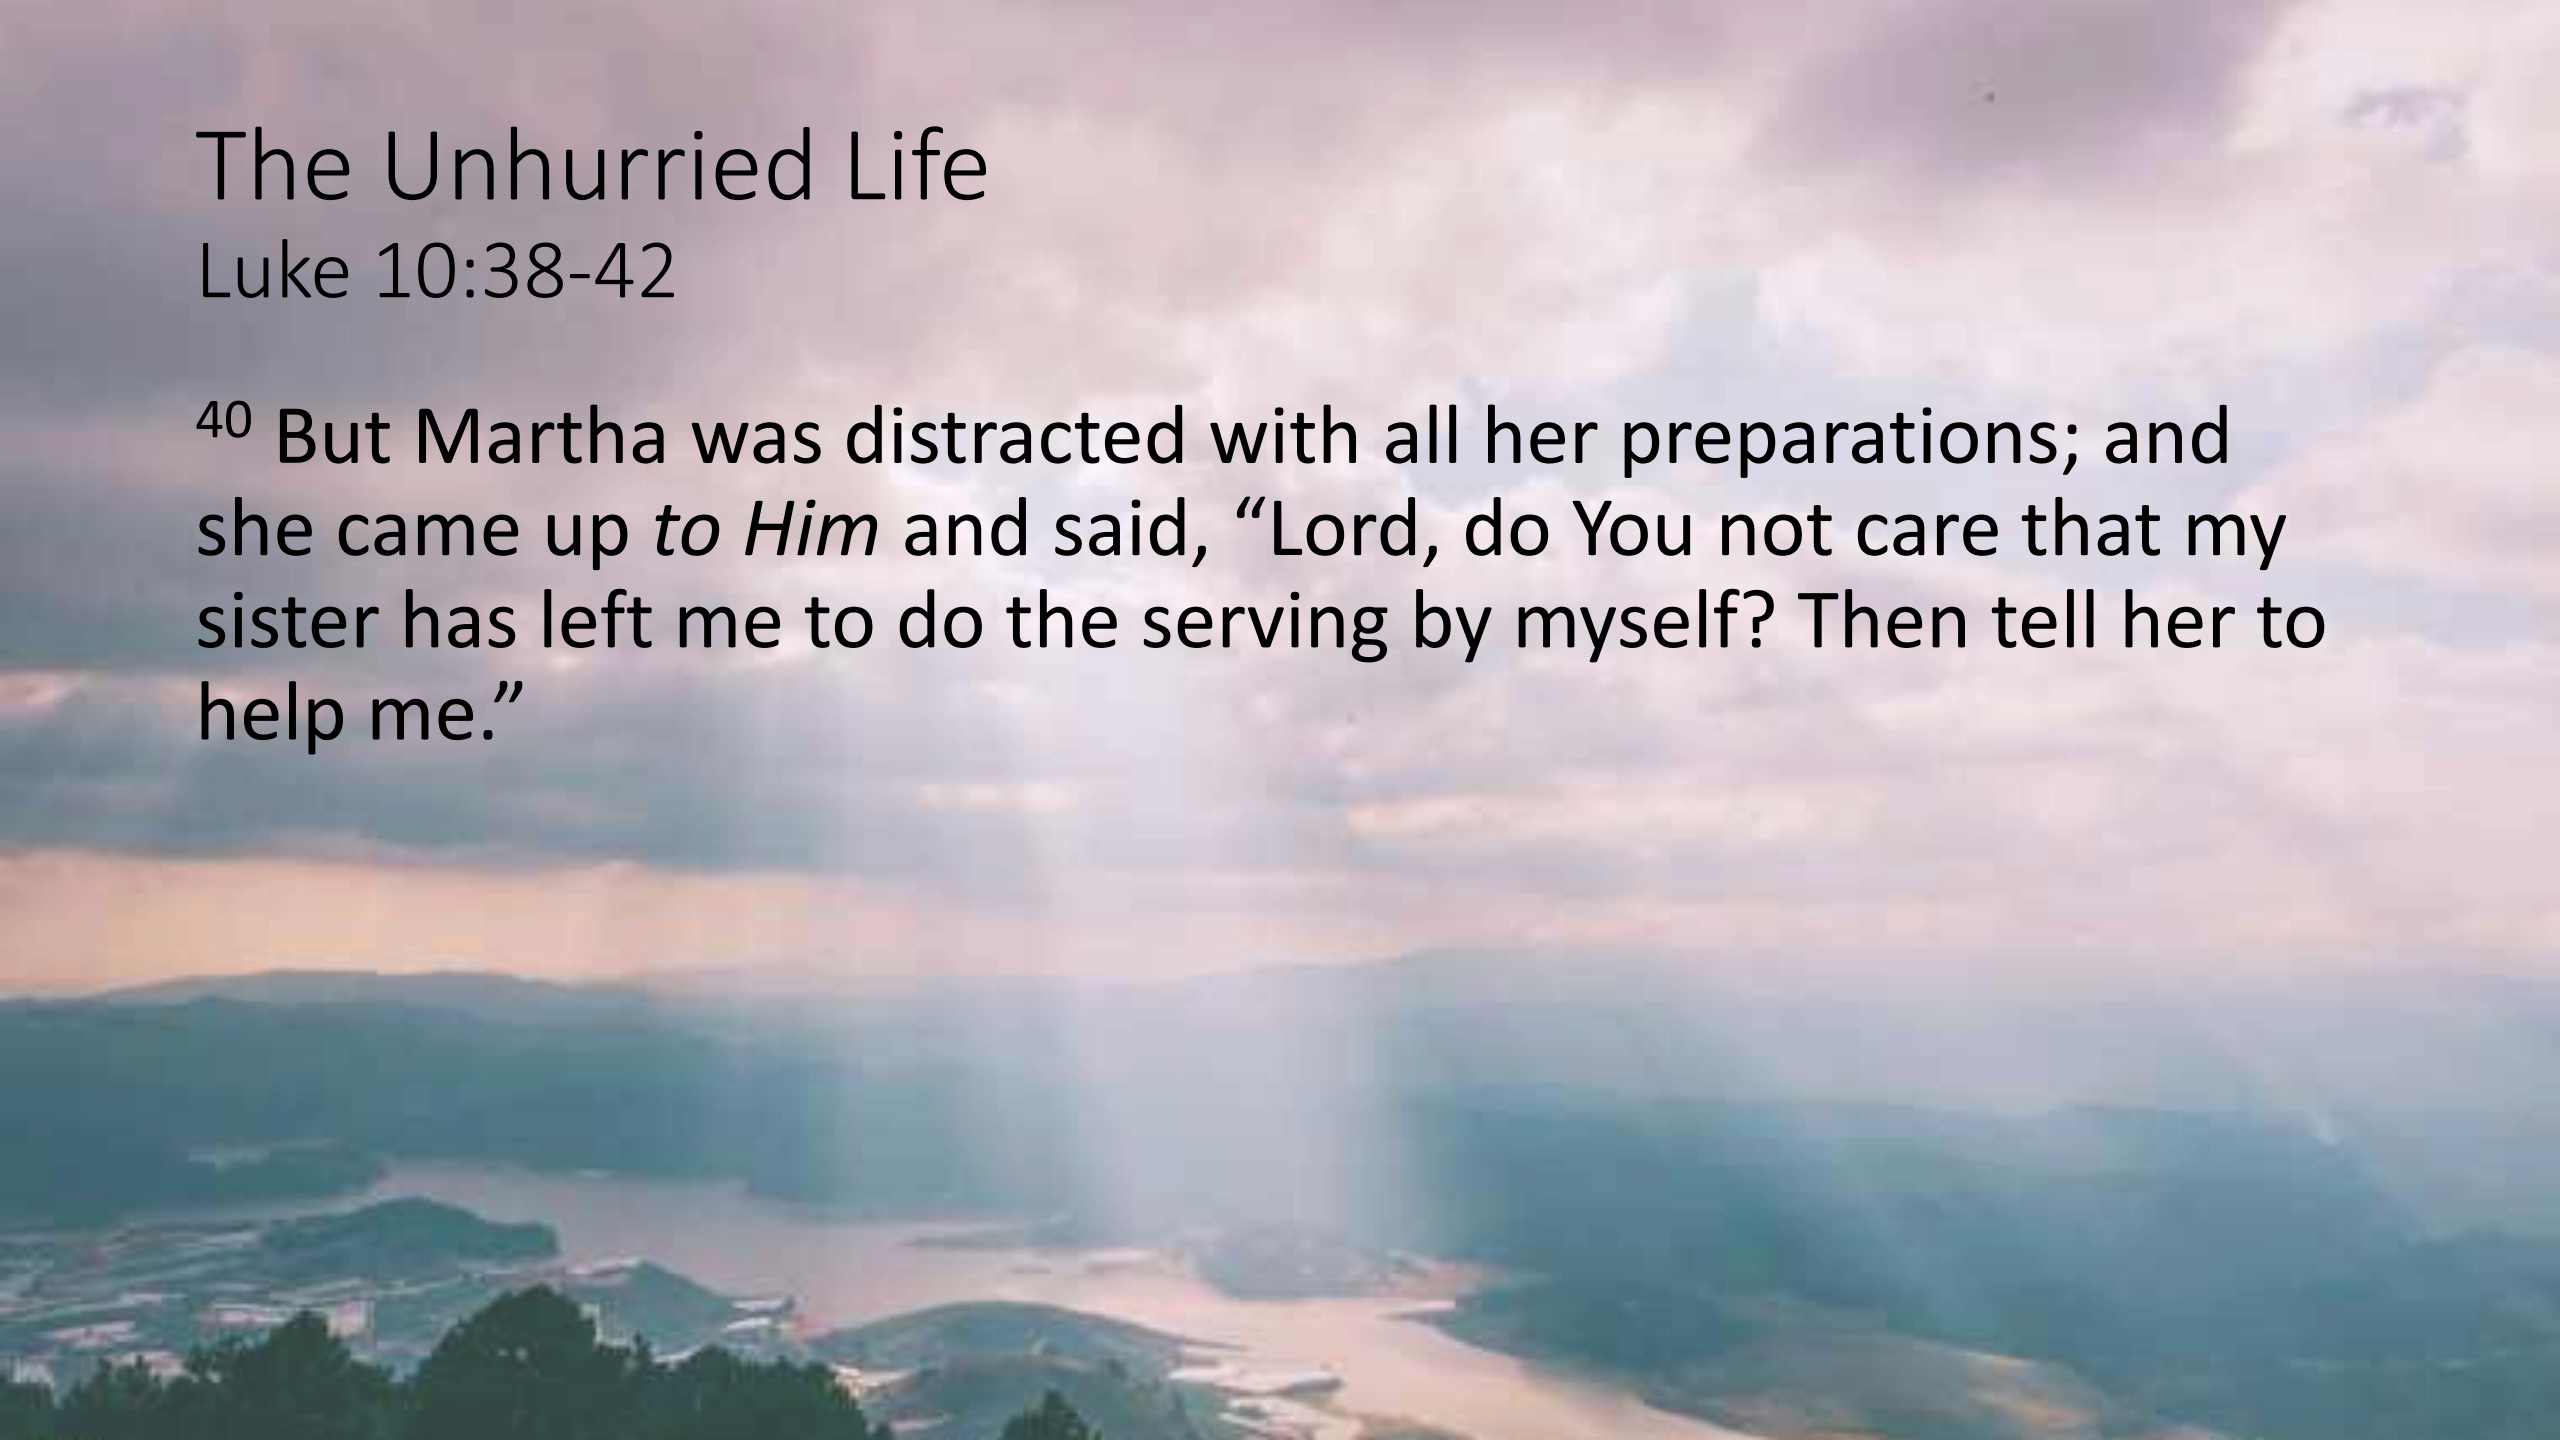 The Unhurried Life
Luke 10:38-42
40 But Martha was distracted with all her preparations; and
she came up to Him and said, “Lord, do You not care that my
sister has left me to do the serving by myself? Then tell her to
help me.”